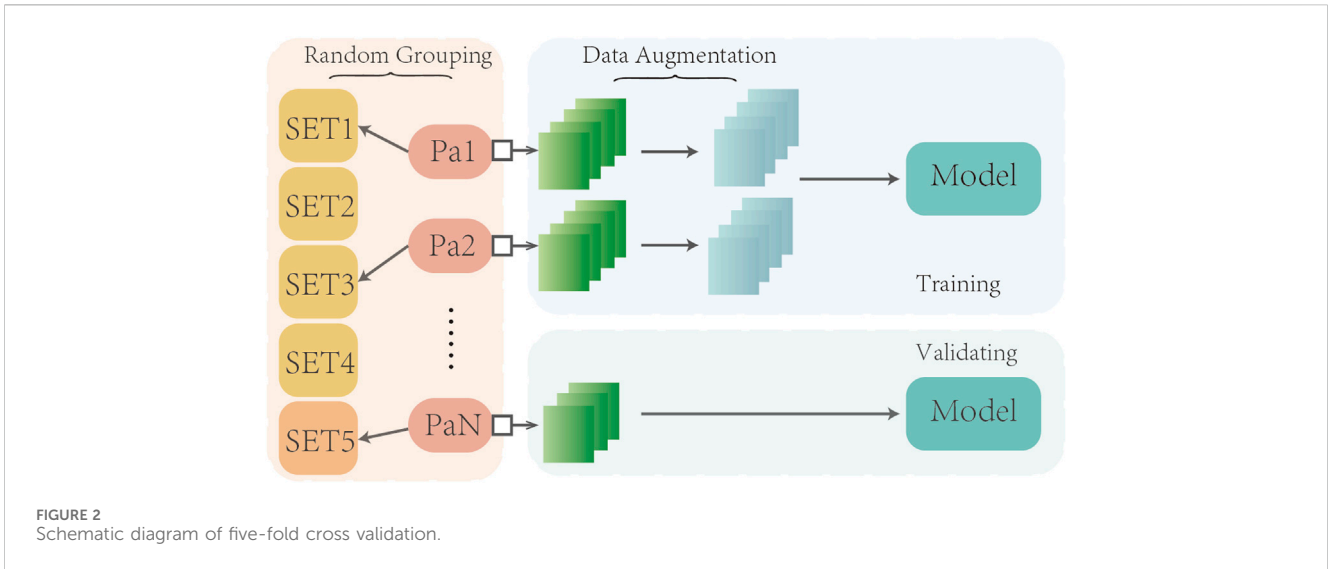 Random Grouping
Data Augmentation
SET1
Pa1
Model
SET2
Pa2
SET3
Training
SET4
Validating
PaN
Model
SET5
FIGURE 2
Schematic diagram of five-fold cross validation.